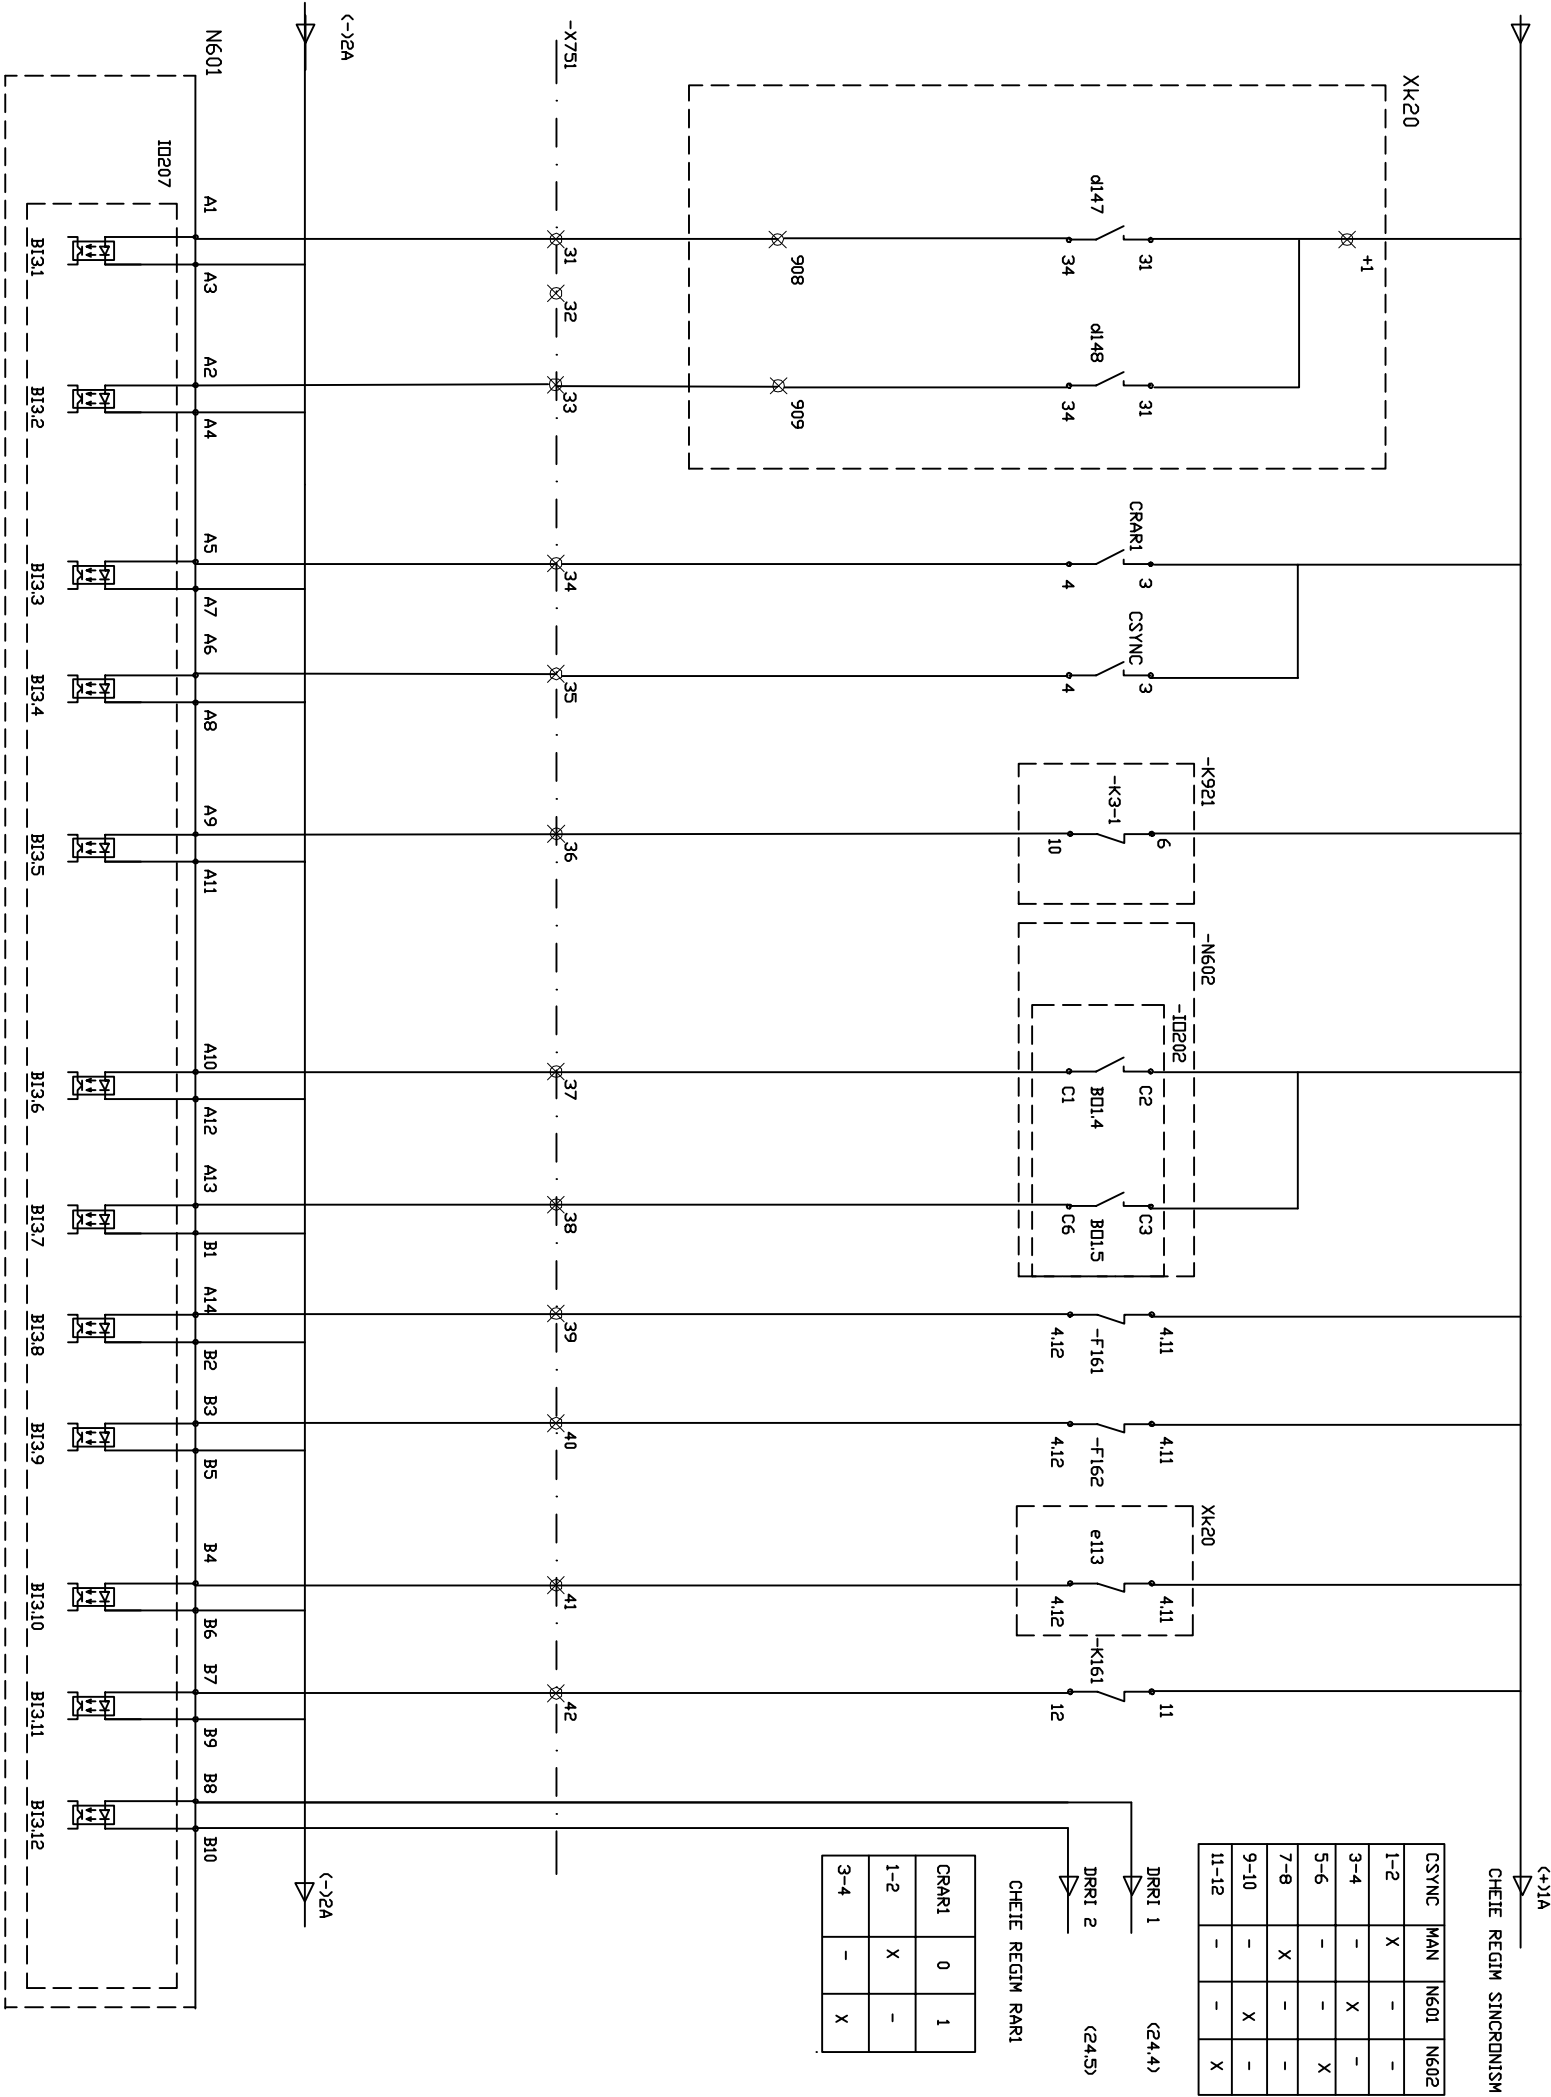 (+)1A
CHEIE REGIM SINCRONISM
CSYNC MAN N601 N602
1-2 X - -
3-4 - X -
5-6 - - X
7-8 X - -
9-10 - X -
11-12 - - X
Xk20
+1
d147
31
34
d148
31
34
908
909
CRAR1
3
4
CSYNC
3
4
-K921
-K3-1
6
10
-N602
-IO202
C2
BO1.4
C1
C3
BO1.5
C6
4.11
-F161
4.12
4.11
-F162
4.12
Xk20
e113
4.11
4.12
-K161
11
12
DRRI 1 (24.4)
DRRI 2 (24.5)
CHEIE REGIM RAR1
CRAR1 0 1
1-2 X -
3-4 - X
-X751
31
32
33
34
35
36
37
38
39
40
41
42
(-)2A
(-)2A
N601
A1
A3
A2
A4
A5
A7
A6
A8
A9
A11
A10
A12
A13
B1
A14
B2
B3
B5
B4
B6
B7
B9
B8
B10
IO207
BI3.1
BI3.2
BI3.3
BI3.4
BI3.5
BI3.6
BI3.7
BI3.8
BI3.9
BI3.10
BI3.11
BI3.12